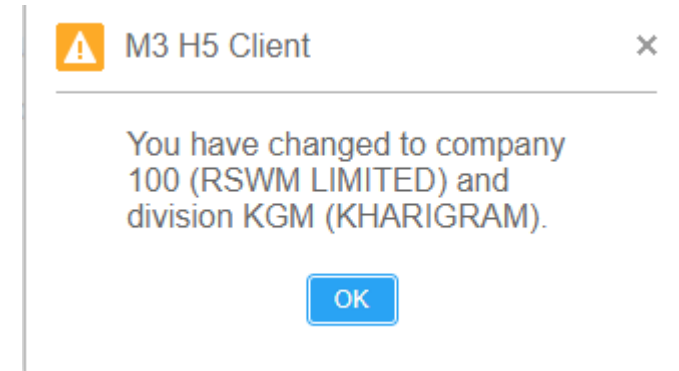 M3 H5 Client
You have changed to company
100 (RSWM LIMITED) and
division KGM (KHARIGRAM).
OK